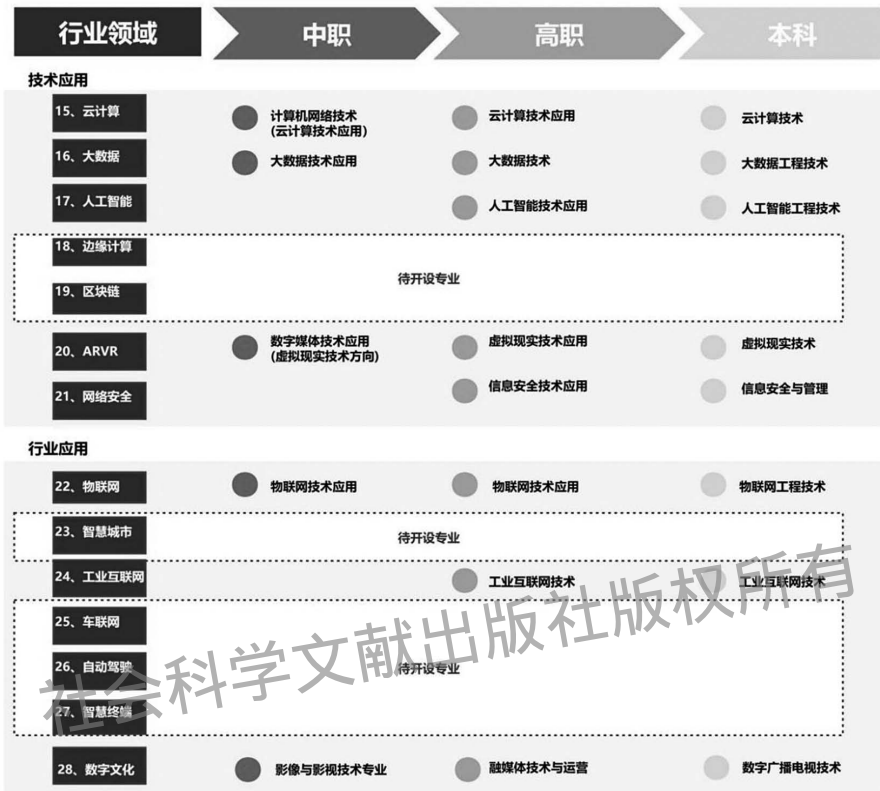 行业领域 中职 高职 本科
技术应用
15、云计算 计算机网络技术 云计算技术应用 云计算技术
(云计算技术应用)
16、大数据 大数据技术应用 大数据技术 大数据工程技术
17、人工智能 人工智能技术应用 人工智能工程技术
18、边缘计算
待开设专业
19、区块链
20、ARVR 数字媒体技术应用 虚拟现实技术应用 虚拟现实技术
(虚拟现实技术方向)
21、网络安全 信息安全技术应用 信息安全与管理
行业应用
22、物联网 物联网技术应用 物联网技术应用 物联网工程技术
23、智慧城市 待开设专业
24、工业互联网 工业互联网技术 工业互联网技术
25、车联网
26、自动驾驶 待开设专业
27、智慧终端
28、数字文化 影像与影视技术专业 融媒体技术与运营 数字广播电视技术
社会科学文献出版社版权所有